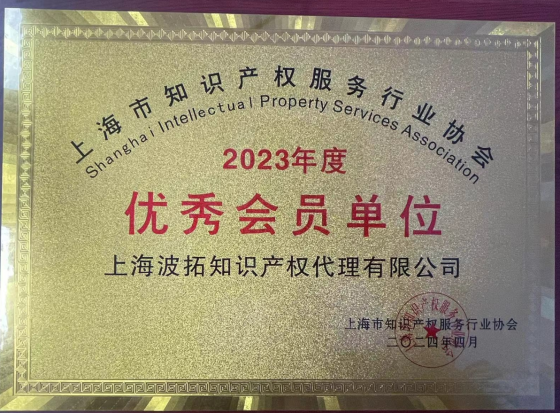 上海市知识产权服务行业协会
Shanghai Intellectual Property Services Association
2023年度
优秀会员单位
上海波拓知识产权代理有限公司
上海市知识产权服务行业协会
二〇二四年四月